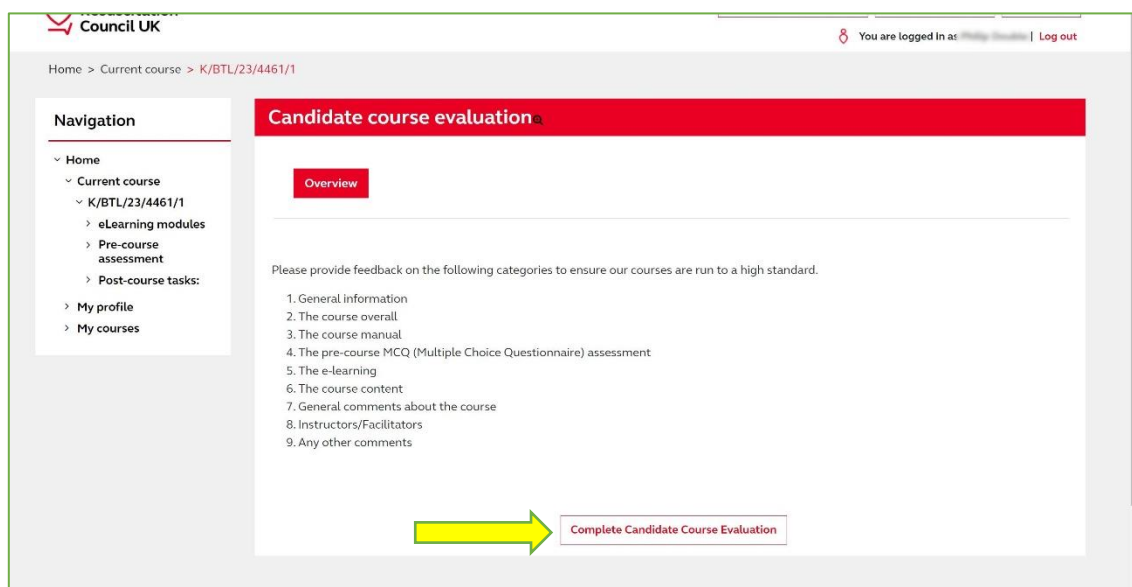 Council UK
You are logged in as | Log out
Home > Current course > K/BTL/23/4461/1
Navigation
Home
Current course
K/BTL/23/4461/1
eLearning modules
Pre-course
assessment
Post-course tasks:
My profile
My courses
Candidate course evaluation
Overview
Please provide feedback on the following categories to ensure our courses are run to a high standard.
1. General information
2. The course overall
3. The course manual
4. The pre-course MCQ (Multiple Choice Questionnaire) assessment
5. The e-learning
6. The course content
7. General comments about the course
8. Instructors/Facilitators
9. Any other comments
Complete Candidate Course Evaluation